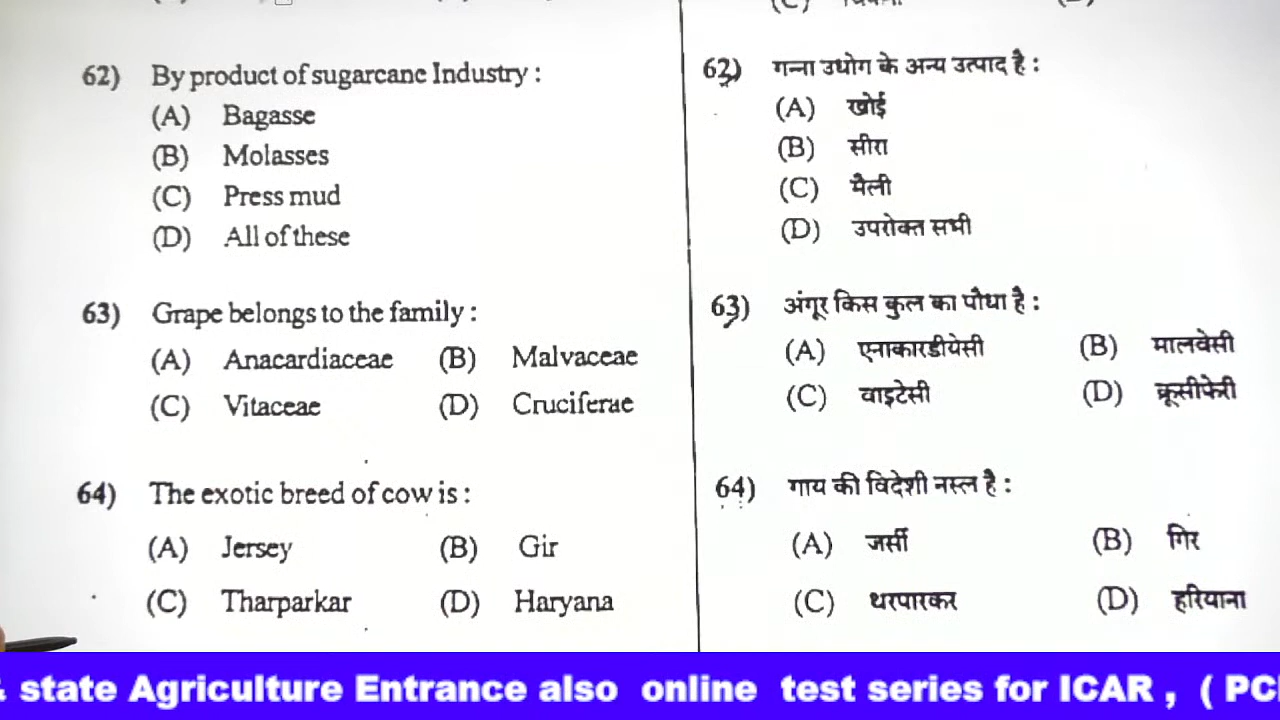 62) By product of sugarcane Industry :
(A) Bagasse
(B) Molasses
(C) Press mud
(D) All of these
63) Grape belongs to the family :
(A) Anacardiaceae (B) Malvaceae
(C) Vitaceae (D) Cruciferae
64) The exotic breed of cow is :
(A) Jersey (B) Gir
(C) Tharparkar (D) Haryana
62) गन्ना उधोग के अन्य उत्पाद है :
(A) खोई
(B) सीरा
(C) मैली
(D) उपरोक्त सभी
63) अंगूर किस कुल का पौधा है :
(A) एनाकारडीयेसी (B) मालवेसी
(C) वाइटेसी (D) क्रूसीफेरी
64) गाय की विदेशी नस्ल है :
(A) जर्सी (B) गिर
(C) थरपारकर (D) हरियाना
& state Agriculture Entrance also online test series for ICAR , ( PC